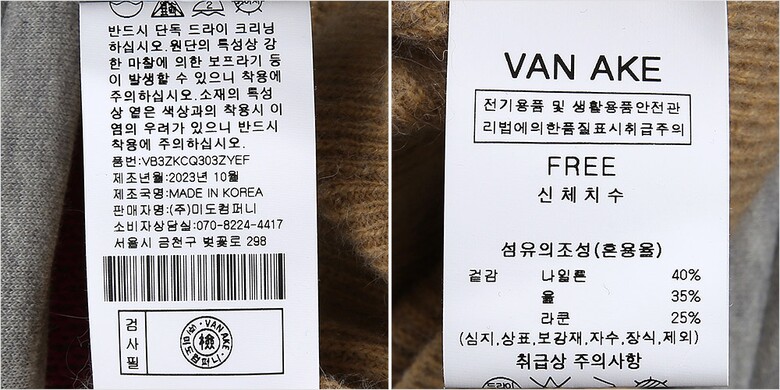 반드시 단독 드라이 크리닝
하십시오.원단의 특성상 강
한 마찰에 의한 보프라기 등
이 발생할 수 있으니 착용에
주의하십시오.소재의 특성
상 옅은 색상과의 착용시 이
염의 우려가 있으니 반드시
착용에 주의하십시오.
품번:VB3ZKCQ303ZYEF
제조년월:2023년 10월
제조국명:MADE IN KOREA
판매자명:(주)미도컴퍼니
소비자상담실:070-8224-4417
서울시 금천구 벚꽃로 298
검사필
VAN AKE
檢
(주)미도컴퍼니
VAN AKE
전기용품 및 생활용품안전관
리법에의한품질표시취급주의
FREE
신체치수
섬유의조성(혼용율)
겉감 나일론 40%
울 35%
라쿤 25%
(심지,상표,보강재,자수,장식,제외)
취급상 주의사항